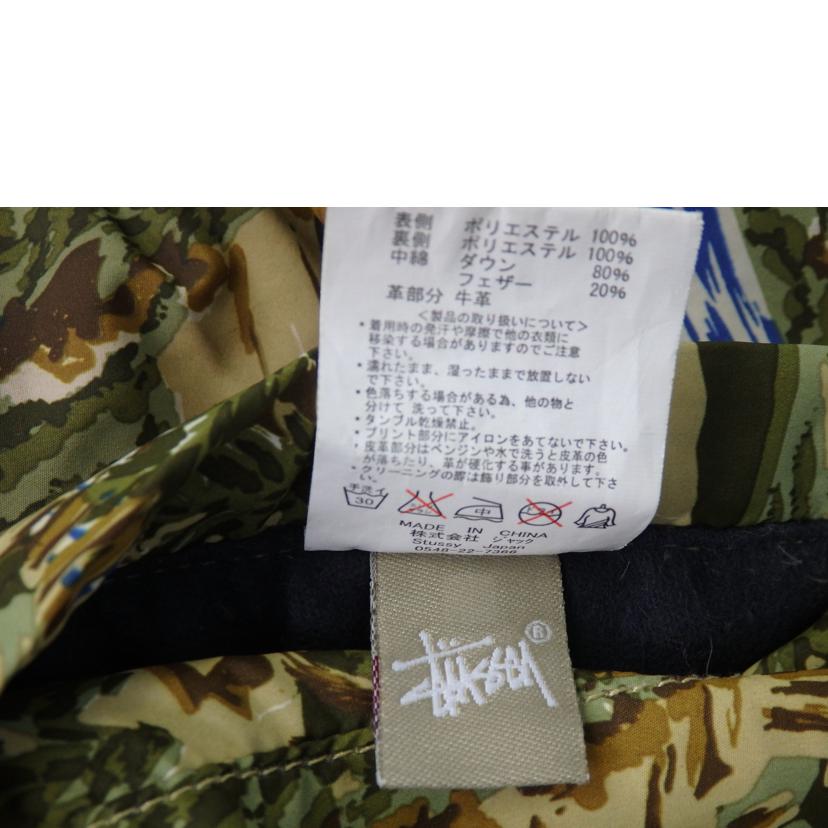 表側 ポリエステル 100%
裏側 ポリエステル 100%
中綿 ダウン 80%
フェザー 20%
革部分 牛革
＜製品の取り扱いについて＞
・着用時の発汗や摩擦で他の衣類に
移染する場合がありますのでご注意
下さい。
・濡れたまま、湿ったままで放置しない
で下さい。
・色落ちする場合がある為、他の物と
分けて 洗って下さい。
・タンブル乾燥禁止。
・プリント部分にアイロンをあてないで下さい。
・皮革部分はベンジンや水で洗うと皮革の色
が落ちたり、革が硬化する事があります。
・クリーニングの際は飾り部分を取外して下さ
い。
手洗イ
30
中
MADE IN CHINA
株式会社 ジャック
Stussy Japan
0548-22-7366
Stüssy ®